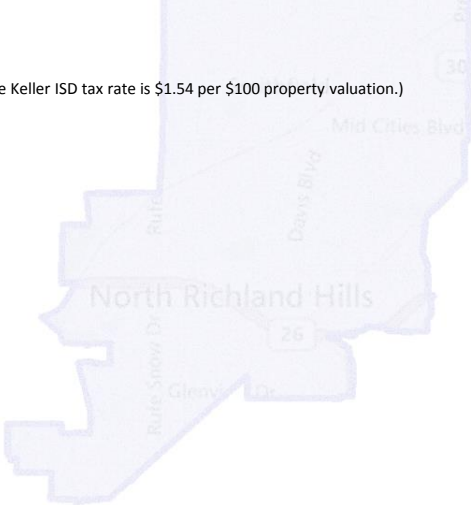 e Keller ISD tax rate is $1.54 per $100 property valuation.)
30
Mid Cities Blvd
Davis Blvd
Rufe
North Richland Hills
26
Rufe Snow Dr
Dr